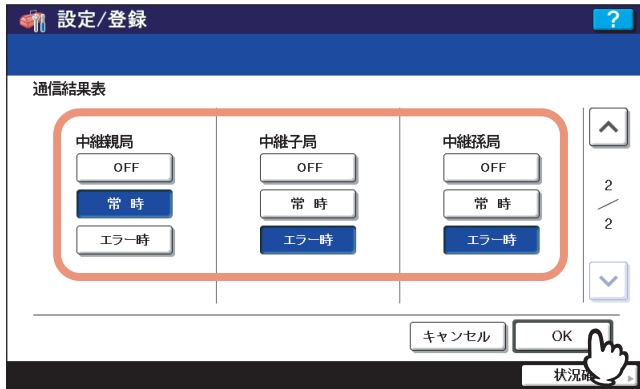 設定/登録
?
通信結果表
中継親局
中継子局
中継孫局
OFF
OFF
OFF
常 時
常 時
常 時
エラー時
エラー時
エラー時
2
2
キャンセル
OK
状況確